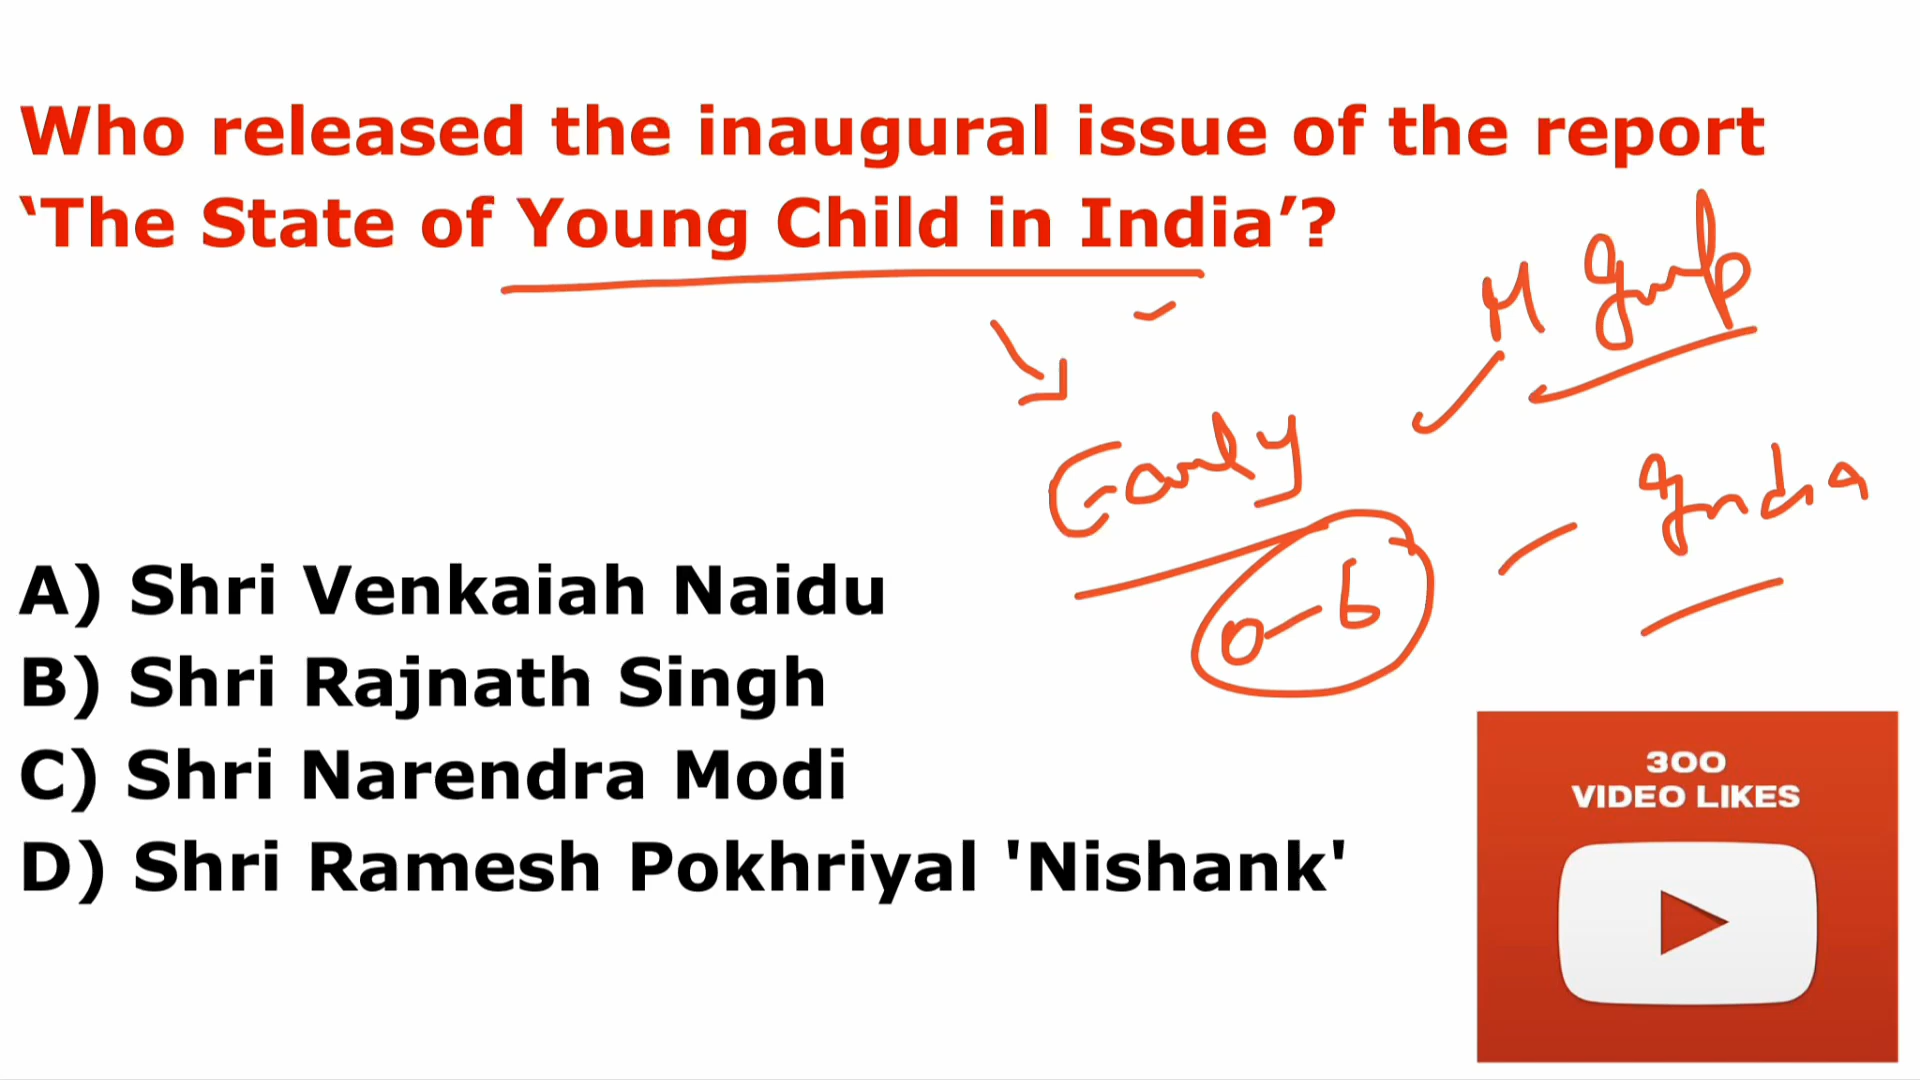 Who released the inaugural issue of the report
‘The State of Young Child in India’?
M
Early
0-6
India
A) Shri Venkaiah Naidu
B) Shri Rajnath Singh
C) Shri Narendra Modi
D) Shri Ramesh Pokhriyal 'Nishank'
300
VIDEO LIKES